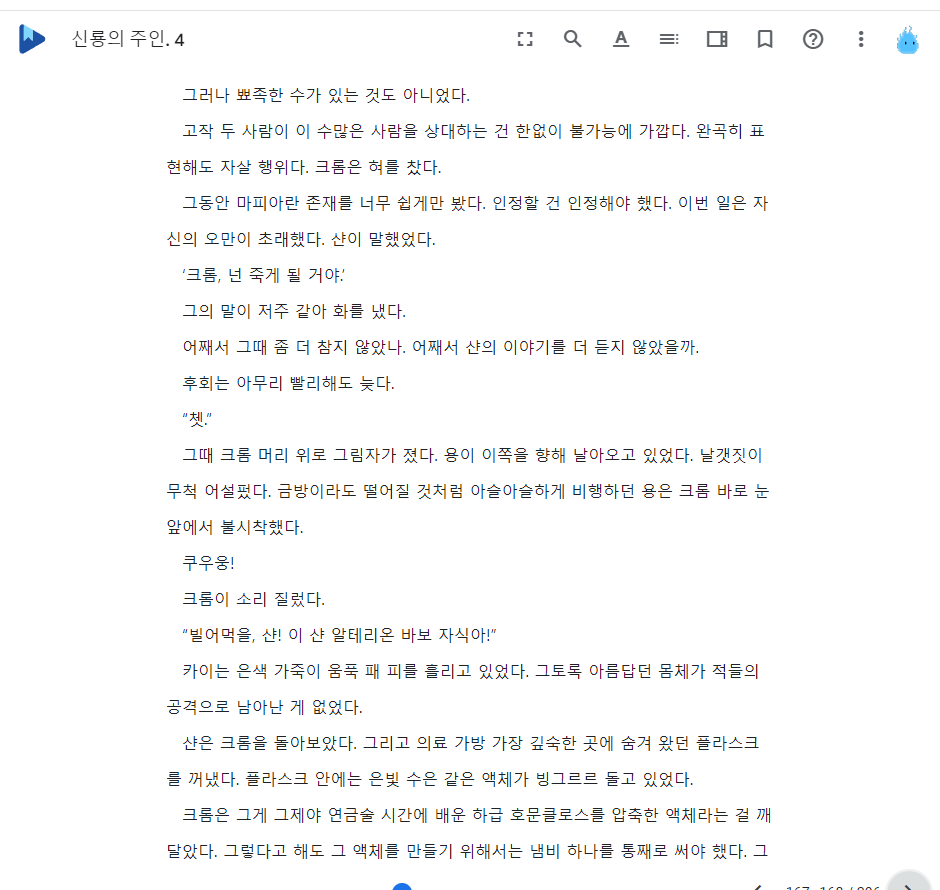 신룡의 주인. 4
그러나 뾰족한 수가 있는 것도 아니었다.
고작 두 사람이 이 수많은 사람을 상대하는 건 한없이 불가능에 가깝다. 완곡히 표
현해도 자살 행위다. 크롬은 혀를 찼다.
그동안 마피아란 존재를 너무 쉽게만 봤다. 인정할 건 인정해야 했다. 이번 일은 자
신의 오만이 초래했다. 샨이 말했었다.
‘크롬, 넌 죽게 될 거야.’
그의 말이 저주 같아 화를 냈다.
어째서 그때 좀 더 참지 않았나. 어째서 샨의 이야기를 더 듣지 않았을까.
후회는 아무리 빨리해도 늦다.
“쳇.”
그때 크롬 머리 위로 그림자가 졌다. 용이 이쪽을 향해 날아오고 있었다. 날갯짓이
무척 어설펐다. 금방이라도 떨어질 것처럼 아슬아슬하게 비행하던 용은 크롬 바로 눈
앞에서 불시착했다.
쿠우웅!
크롬이 소리 질렀다.
“빌어먹을, 샨! 이 샨 알테리온 바보 자식아!”
카이는 은색 가죽이 움푹 패 피를 흘리고 있었다. 그토록 아름답던 몸체가 적들의
공격으로 남아난 게 없었다.
샨은 크롬을 돌아보았다. 그리고 의료 가방 가장 깊숙한 곳에 숨겨 왔던 플라스크
를 꺼냈다. 플라스크 안에는 은빛 수은 같은 액체가 빙그르르 돌고 있었다.
크롬은 그게 그제야 연금술 시간에 배운 하급 호문클로스를 압축한 액체라는 걸 깨
달았다. 그렇다고 해도 그 액체를 만들기 위해서는 냄비 하나를 통째로 써야 했다. 그